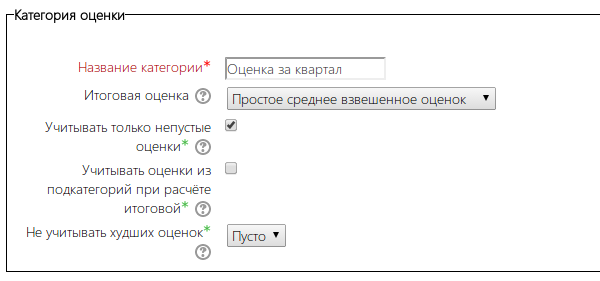 Категория оценки
Название категории* Оценка за квартал
Итоговая оценка ? Простое среднее взвешенное оценок
Учитывать только непустые
оценки* ?
Учитывать оценки из
подкатегорий при расчёте
итоговой* ?
Не учитывать худших оценок* Пусто
?